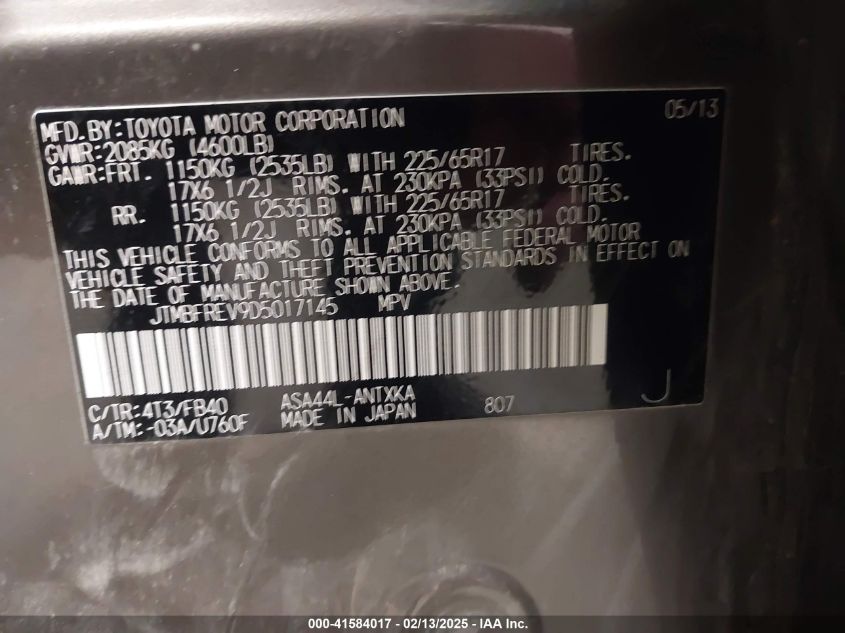 05/13
MFD.BY:TOYOTA MOTOR CORPORATION
GVWR:2085KG (4600LB)
GAWR:FRT. 1150KG (2535LB) WITH 225/65R17 TIRES.
17X6 1/2J RIMS. AT 230KPA (33PSI) COLD.
RR. 1150KG (2535LB) WITH 225/65R17 TIRES.
17X6 1/2J RIMS. AT 230KPA (33PSI) COLD.
THIS VEHICLE CONFORMS TO ALL APPLICABLE FEDERAL MOTOR
VEHICLE SAFETY AND THEFT PREVENTION STANDARDS IN EFFECT ON
THE DATE OF MANUFACTURE SHOWN ABOVE.
JTMBFREV9D5017145 MPV
C/TR:4T3/FB40 ASA44L-ANTXKA
A/TM:-03A/U760F MADE IN JAPAN 807
J
000-41584017 - 02/13/2025 - IAA Inc.